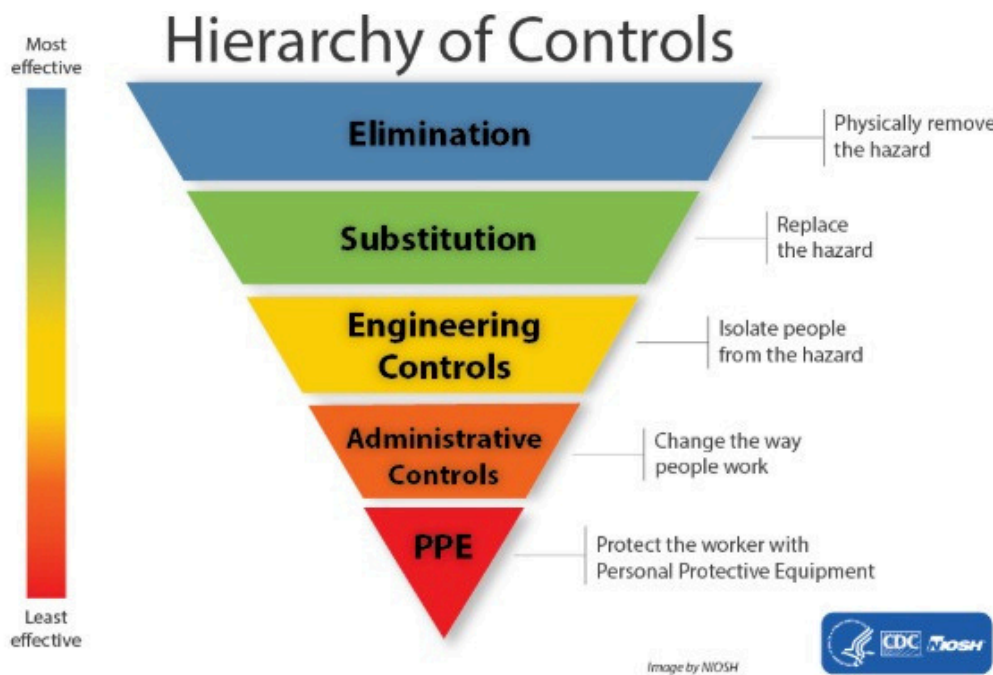 Hierarchy of Controls
Most
effective
Elimination
Physically remove
the hazard
Substitution
Replace
the hazard
Engineering
Controls
Isolate people
from the hazard
Administrative
Controls
Change the way
people work
PPE
Protect the worker with
Personal Protective Equipment
Least
effective
Image by NIOSH
CDC NIOSH